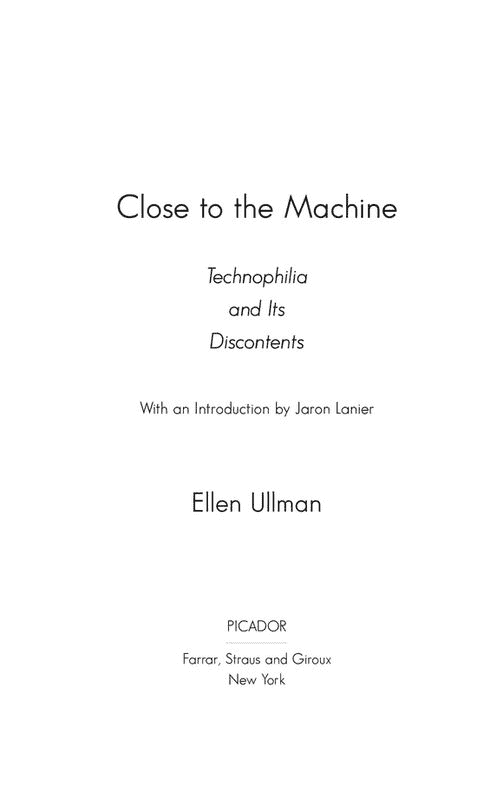 Close to the Machine
Technophilia
and Its
Discontents
With an Introduction by Jaron Lanier
Ellen Ullman
PICADOR
Farrar, Straus and Giroux
New York